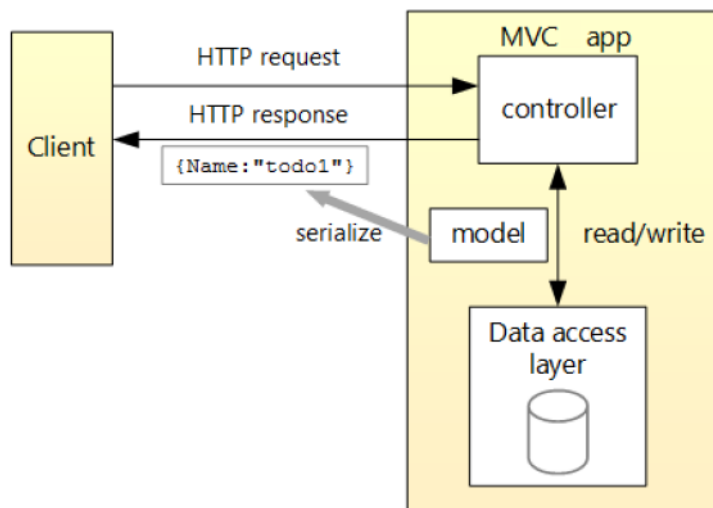 MVC app
HTTP request
controller
HTTP response
Client
{Name:"todo1"}
serialize
model
read/write
Data access
layer